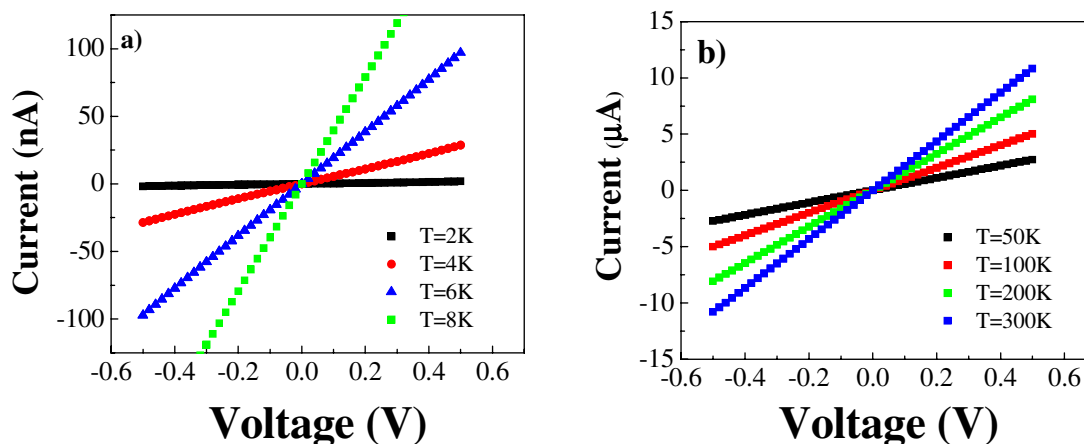 a)
Current (nA)
100
50
0
-50
-100
T=2K
T=4K
T=6K
T=8K
-0.6 -0.4 -0.2 0.0 0.2 0.4 0.6
Voltage (V)
b)
Current (μA)
15
10
5
0
-5
-10
-15
T=50K
T=100K
T=200K
T=300K
-0.6 -0.4 -0.2 0.0 0.2 0.4 0.6
Voltage (V)